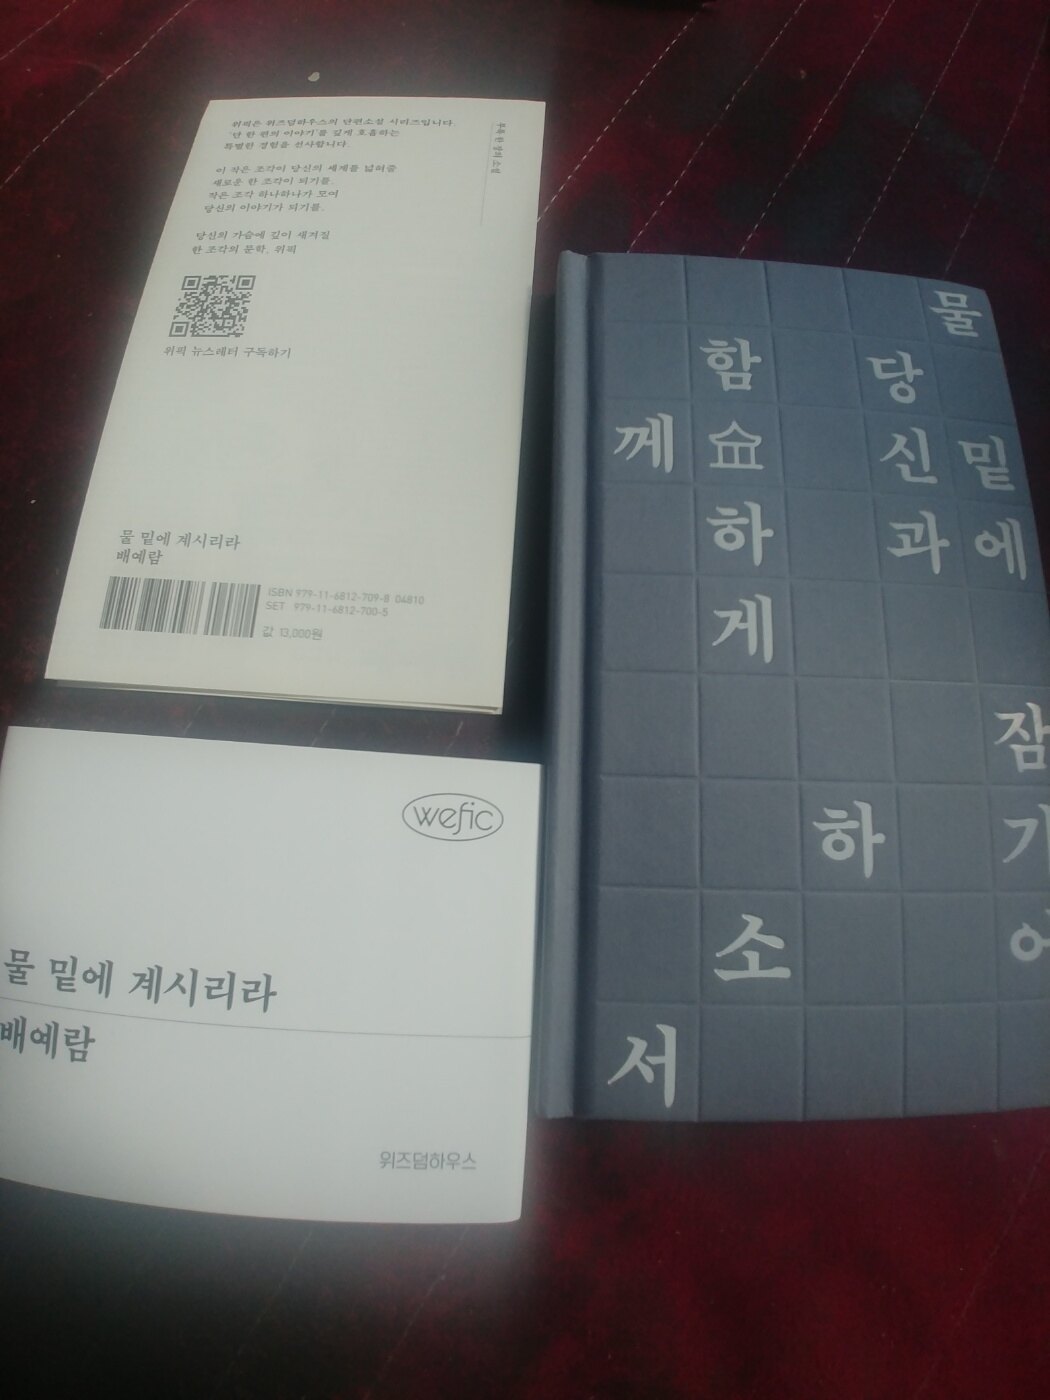 위픽은 위즈덤하우스의 단편소설 시리즈입니다.
'단 한 편의 이야기'를 깊게 호흡하는
특별한 경험을 선사합니다.
이 작은 조각이 당신의 세계를 넓혀줄
새로운 한 조각이 되기를.
작은 조각 하나하나가 모여
당신의 이야기가 되기를.
당신의 가슴에 깊이 새겨질
한 조각의 문학, 위픽
위픽 뉴스레터 구독하기
물 밑에 계시리라
배예람
ISBN 979-11-6812-709-8 04810
SET 979-11-6812-700-5
값 13,000원
wefic
물 밑에 계시리라
배예람
위즈덤하우스
물
함 당
께 쇼 신 밑
하 과 에
게
잠
하 기
소
서